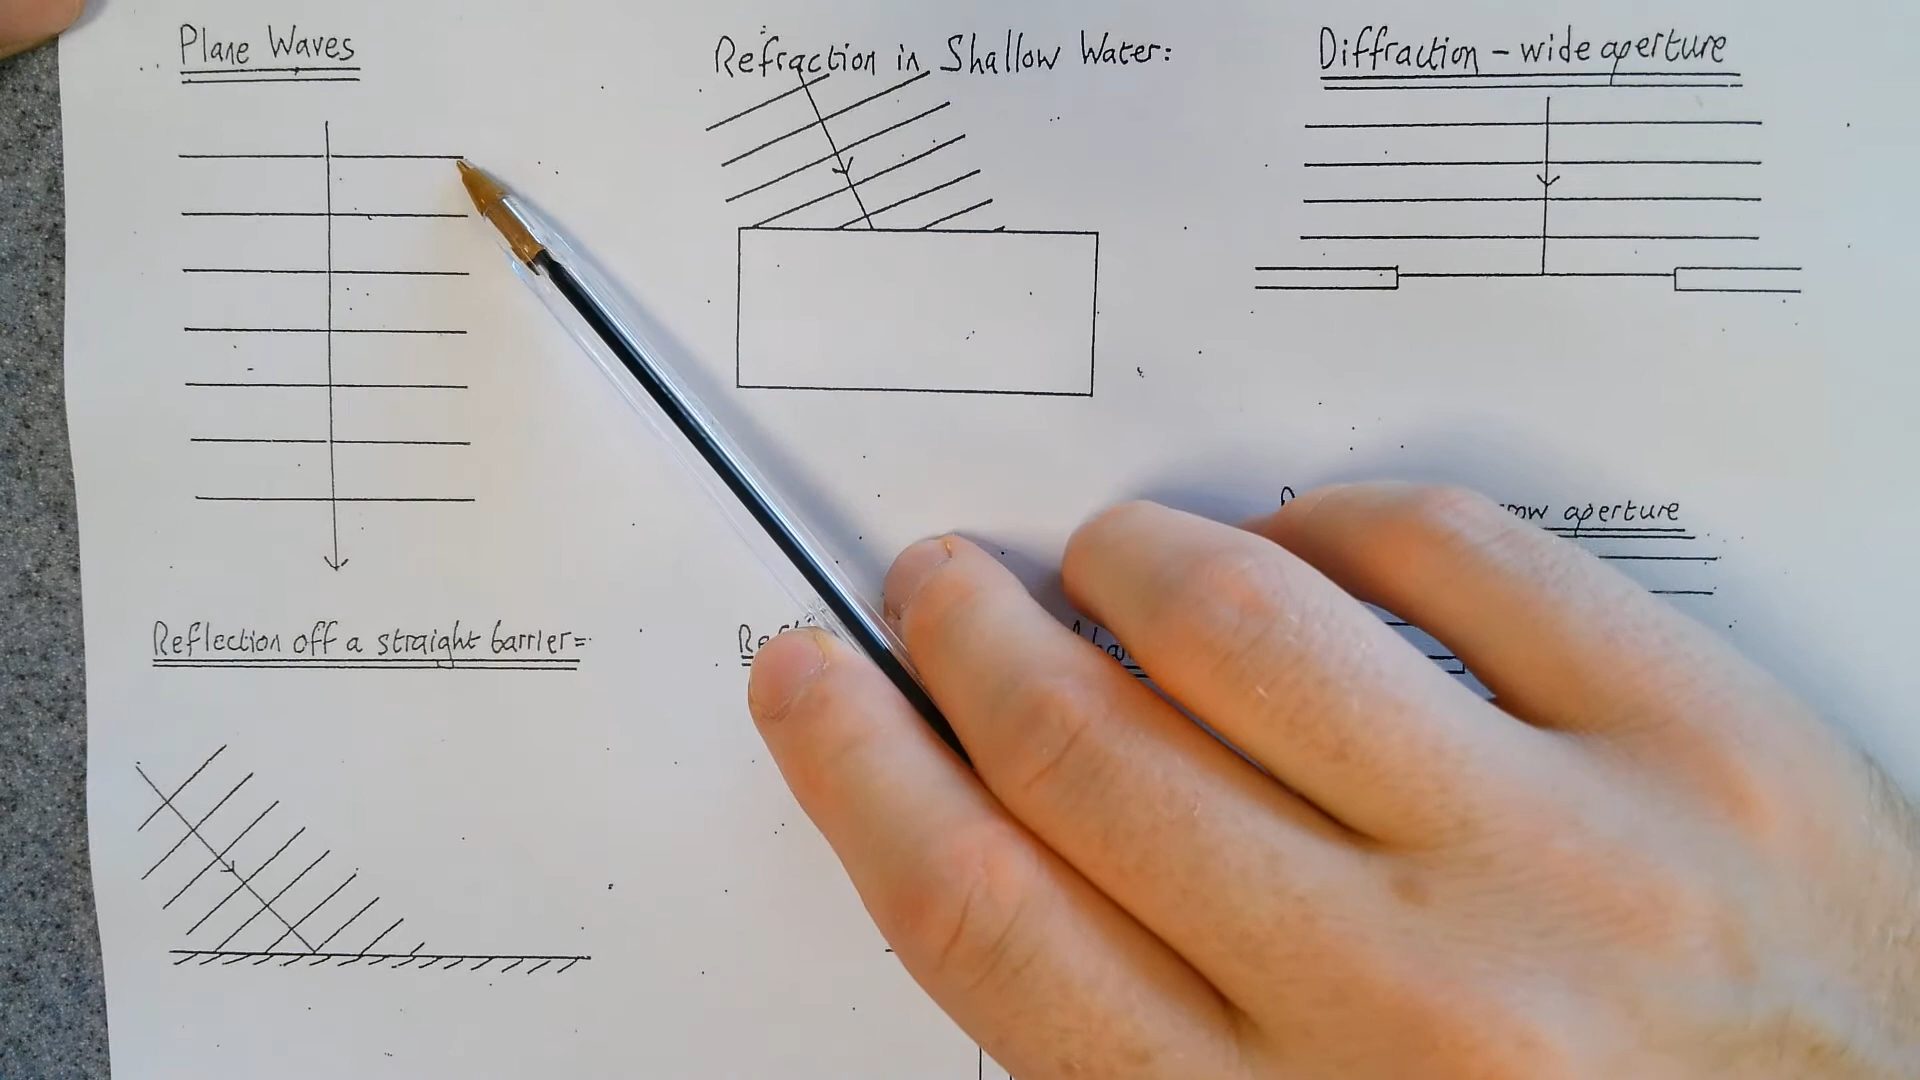 Plane Waves
Refraction in Shallow Water:
Diffraction - wide aperture
aperture
Reflection off a straight barrier: